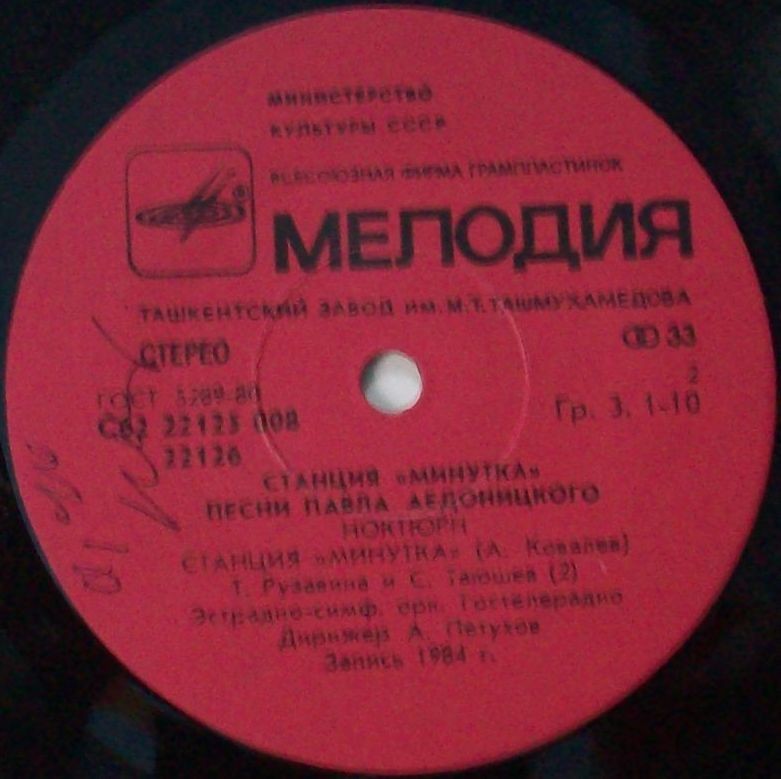 МИНИСТЕРСТВО
КУЛЬТУРЫ СССР
ВСЕСОЮЗНАЯ ФИРМА ГРАМПЛАСТИНОК
®
МЕЛОДИЯ
ТАШКЕНТСКИЙ ЗАВОД ИМ. М.Т.ТАШМУХАМЕДОВА
СТЕРЕО
33
ГОСТ 5289-80
2
С62 22125 008
Гр. 3. 1-10
22126
СТАНЦИЯ «МИНУТКА»
ПЕСНИ ПАВЛА АЕДОНИЦКОГО
НОКТЮРН
СТАНЦИЯ «МИНУТКА» (А. Ковалев)
Т. Рузавина и С. Таюшев (2)
Эстрадно-симф. орк. Гостелерадио
Дирижер А. Петухов
Запись 1984 г.